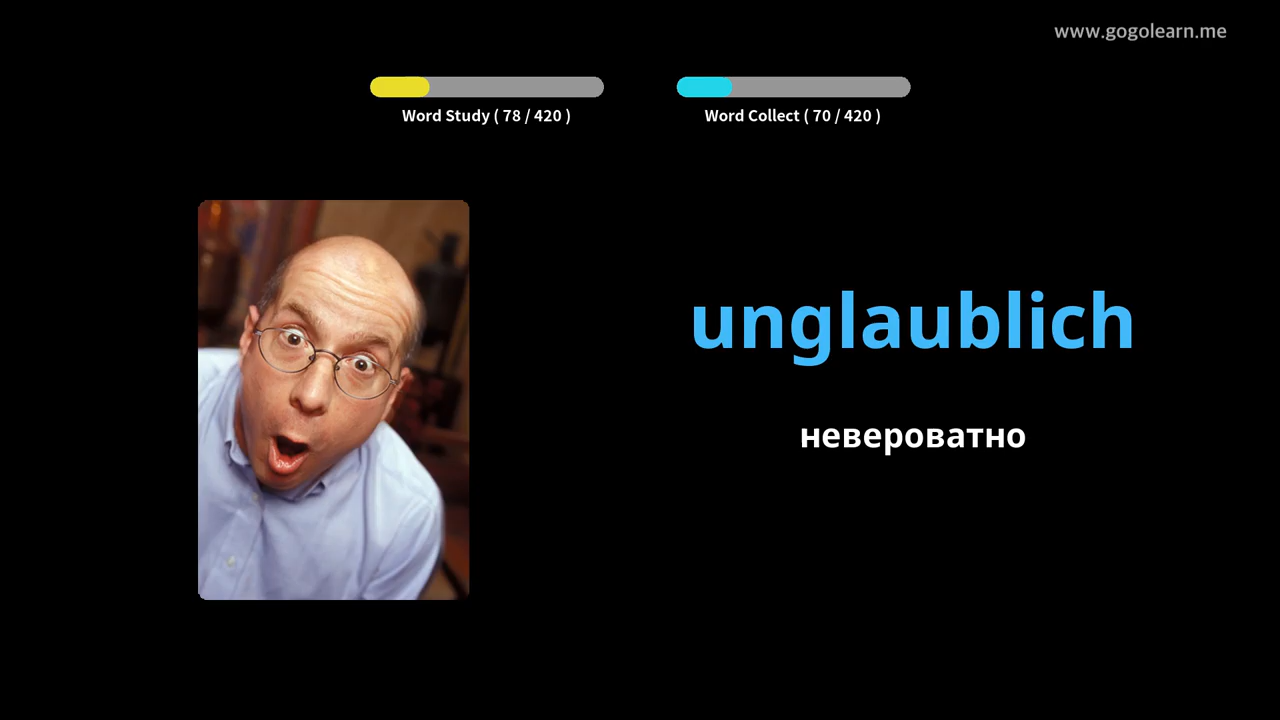 www.gogolearn.me
Word Study ( 78 / 420 )
Word Collect ( 70 / 420 )
unglaublich
невероватно